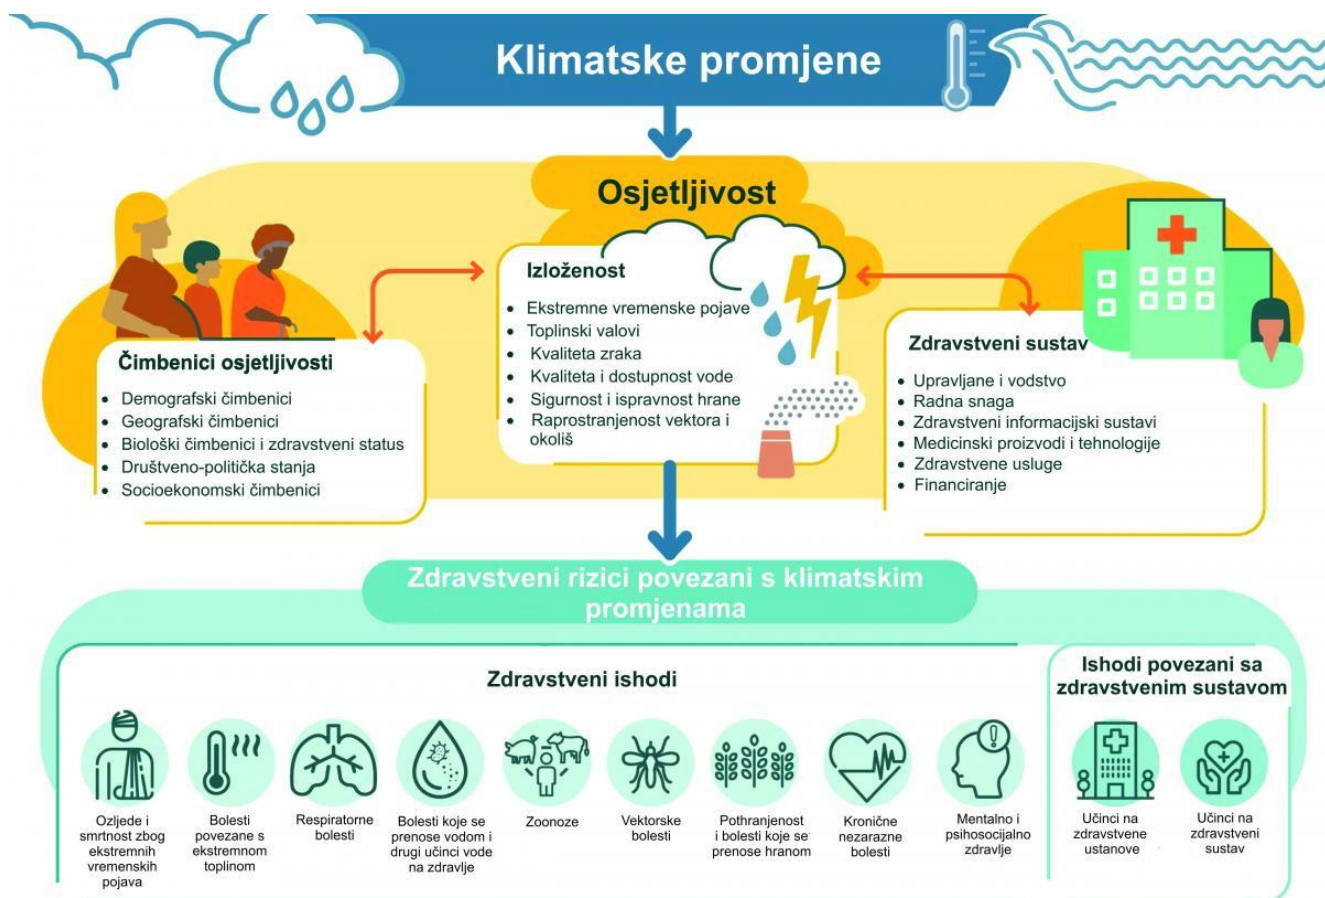 Klimatske promjene
Osjetljivost
Čimbenici osjetljivosti
• Demografski čimbenici
• Geografski čimbenici
• Biološki čimbenici i zdravstveni status
• Društveno-politička stanja
• Socioekonomski čimbenici
Izloženost
• Ekstremne vremenske pojave
• Toplinski valovi
• Kvaliteta zraka
• Kvaliteta i dostupnost vode
• Sigurnost i ispravnost hrane
• Raprostranjenost vektora i
okoliš
Zdravstveni sustav
• Upravljane i vodstvo
• Radna snaga
• Zdravstveni informacijski sustavi
• Medicinski proizvodi i tehnologije
• Zdravstvene usluge
• Financiranje
Zdravstveni rizici povezani s klimatskim
promjenama
Zdravstveni ishodi
Ozljede i
smrtnost zbog
ekstremnih
vremenskih
pojava
Bolesti
povezane s
ekstremnom
toplinom
Respiratorne
bolesti
Bolesti koje se
prenose vodom i
drugi učinci vode
na zdravlje
Zoonoze
Vektorske
bolesti
Pothranjenost
i bolesti koje se
prenose hranom
Kronične
nezarazne
bolesti
Mentalno i
psihosocijalno
zdravlje
Ishodi povezani sa
zdravstvenim sustavom
Učinci na
zdravstvene
ustanove
Učinci na
zdravstveni
sustav